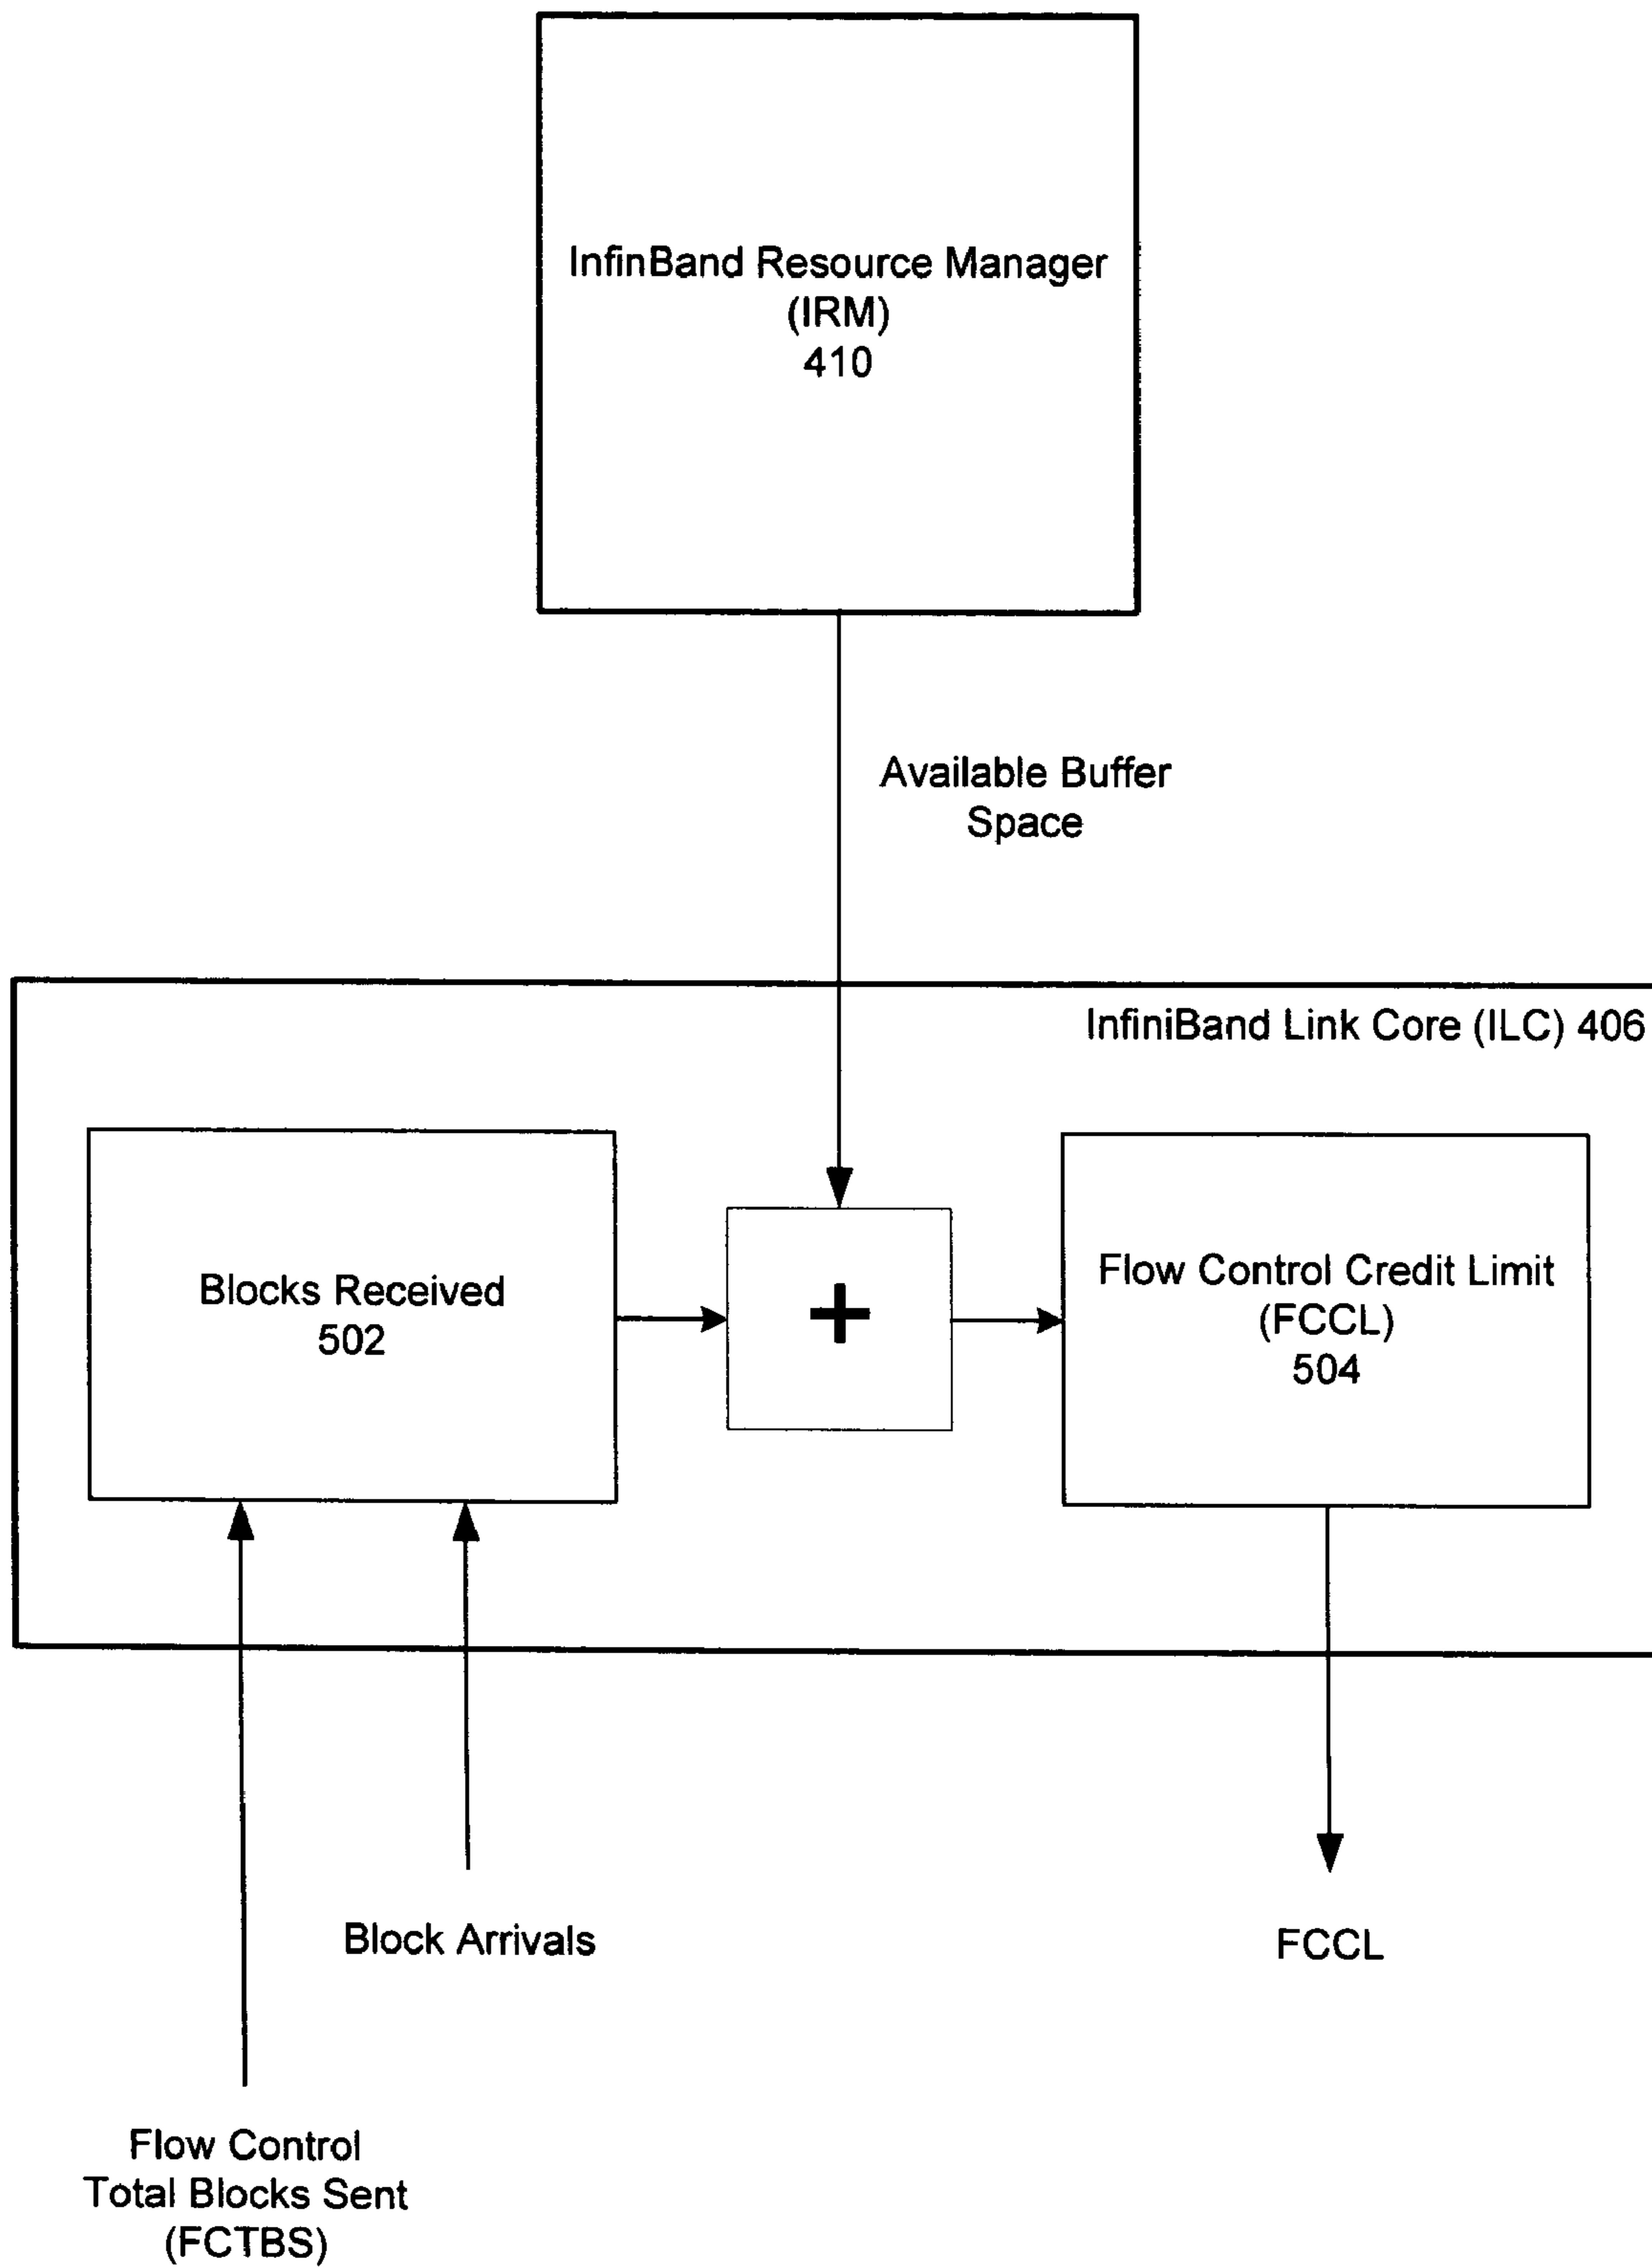 InfinBand Resource Manager
(IRM)
410
Available Buffer
Space
InfiniBand Link Core (ILC) 406
Blocks Received
502
+
Flow Control Credit Limit
(FCCL)
504
Block Arrivals
FCCL
Flow Control
Total Blocks Sent
(FCTBS)